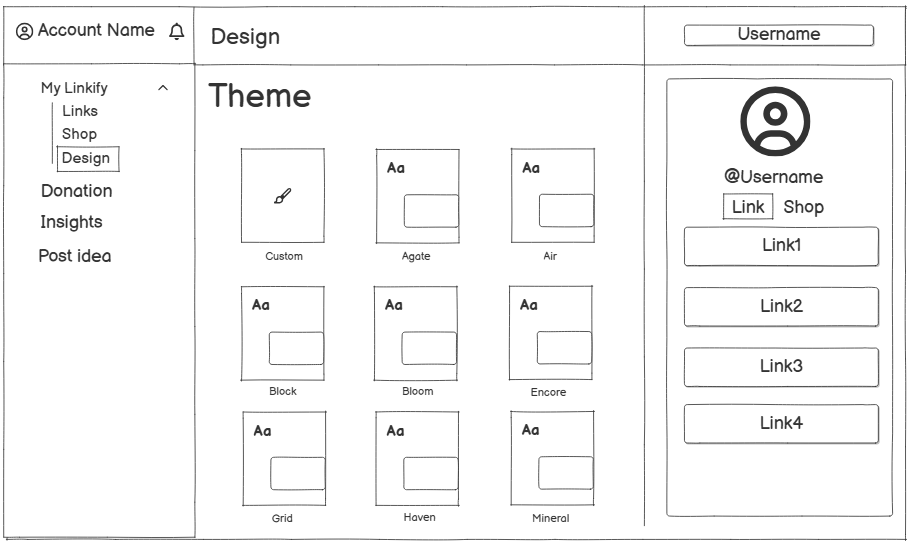 Account Name
My Linkify
Links
Shop
Design
Donation
Insights
Post idea
Design
Theme
Custom
Aa
Agate
Aa
Air
Aa
Block
Aa
Bloom
Aa
Encore
Aa
Grid
Aa
Haven
Aa
Mineral
Username
@Username
Link Shop
Link1
Link2
Link3
Link4